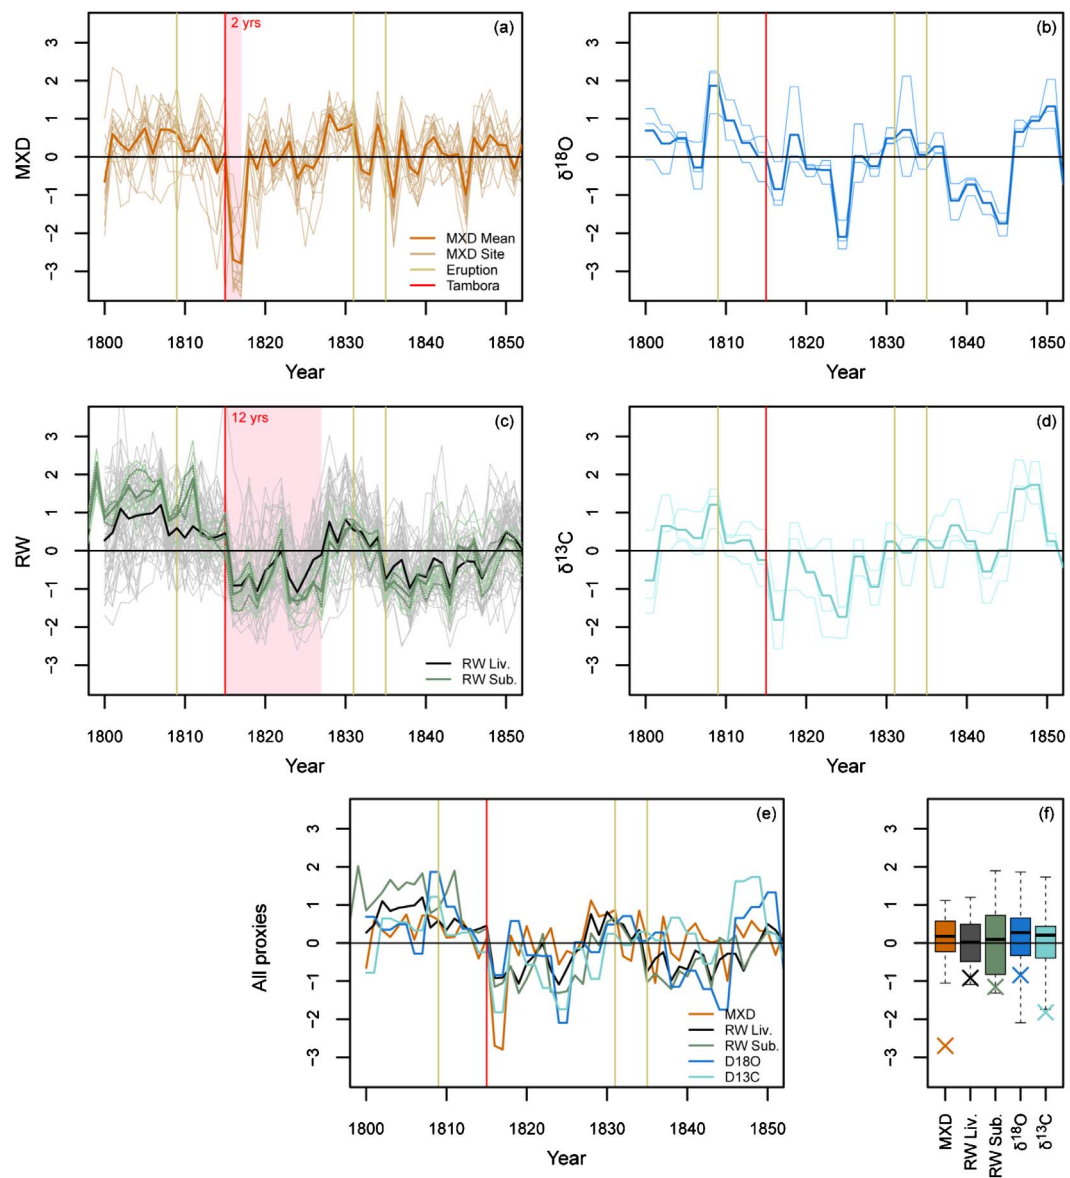 2 yrs
(a)
MXD
3
2
1
0
−1
−2
−3
MXD Mean
MXD Site
Eruption
Tambora
1800 1810 1820 1830 1840 1850
Year
(b)
δ¹⁸O
3
2
1
0
−1
−2
−3
1800 1810 1820 1830 1840 1850
Year
12 yrs
(c)
RW
3
2
1
0
−1
−2
−3
RW Liv.
RW Sub.
1800 1810 1820 1830 1840 1850
Year
(d)
δ¹³C
3
2
1
0
−1
−2
−3
1800 1810 1820 1830 1840 1850
Year
(e)
All proxies
3
2
1
0
−1
−2
−3
MXD
RW Liv.
RW Sub.
D18O
D13C
1800 1810 1820 1830 1840 1850
Year
(f)
3
2
1
0
−1
−2
−3
MXD
RW Liv.
RW Sub.
δ¹⁸O
δ¹³C